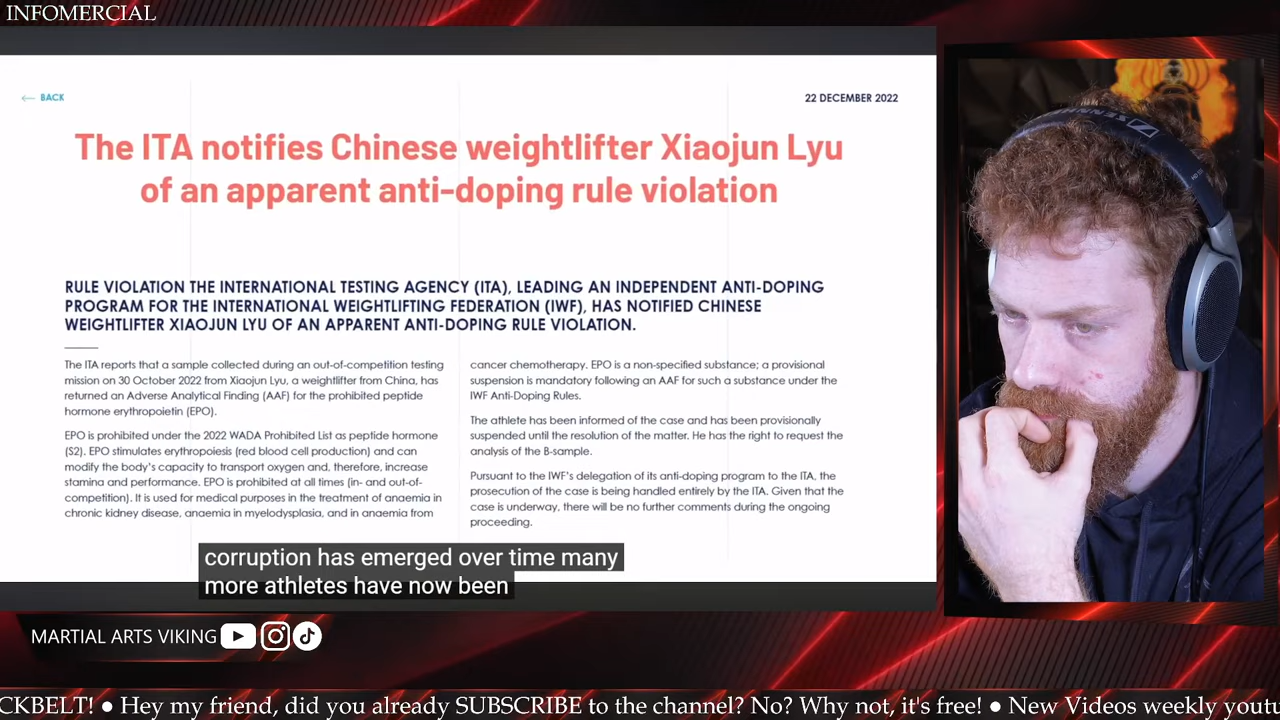 INFOMERCIAL
← BACK
22 DECEMBER 2022
The ITA notifies Chinese weightlifter Xiaojun Lyu
of an apparent anti-doping rule violation
RULE VIOLATION THE INTERNATIONAL TESTING AGENCY (ITA), LEADING AN INDEPENDENT ANTI-DOPING
PROGRAM FOR THE INTERNATIONAL WEIGHTLIFTING FEDERATION (IWF), HAS NOTIFIED CHINESE
WEIGHTLIFTER XIAOJUN LYU OF AN APPARENT ANTI-DOPING RULE VIOLATION.
The ITA reports that a sample collected during an out-of-competition testing
mission on 30 October 2022 from Xiaojun Lyu, a weightlifter from China, has
returned an Adverse Analytical Finding (AAF) for the prohibited peptide
hormone erythropoietin (EPO).
EPO is prohibited under the 2022 WADA Prohibited List as peptide hormone
(S2). EPO stimulates erythropoiesis (red blood cell production) and can
modify the body's capacity to transport oxygen and, therefore, increase
stamina and performance. EPO is prohibited at all times (in- and out-of-
competition). It is used for medical purposes in the treatment of anaemia in
chronic kidney disease, anaemia in myelodysplasia, and in anaemia from
cancer chemotherapy. EPO is a non-specified substance; a provisional
suspension is mandatory following an AAF for such a substance under the
IWF Anti-Doping Rules.
The athlete has been informed of the case and has been provisionally
suspended until the resolution of the matter. He has the right to request the
analysis of the B-sample.
Pursuant to the IWF's delegation of its anti-doping program to the ITA, the
prosecution of the case is being handled entirely by the ITA. Given that the
case is underway, there will be no further comments during the ongoing
proceeding.
corruption has emerged over time many
more athletes have now been
SENNHEISER
MARTIAL ARTS VIKING
CKBELT! ● Hey my friend, did you already SUBSCRIBE to the channel? No? Why not, it's free! ● New Videos weekly youtu